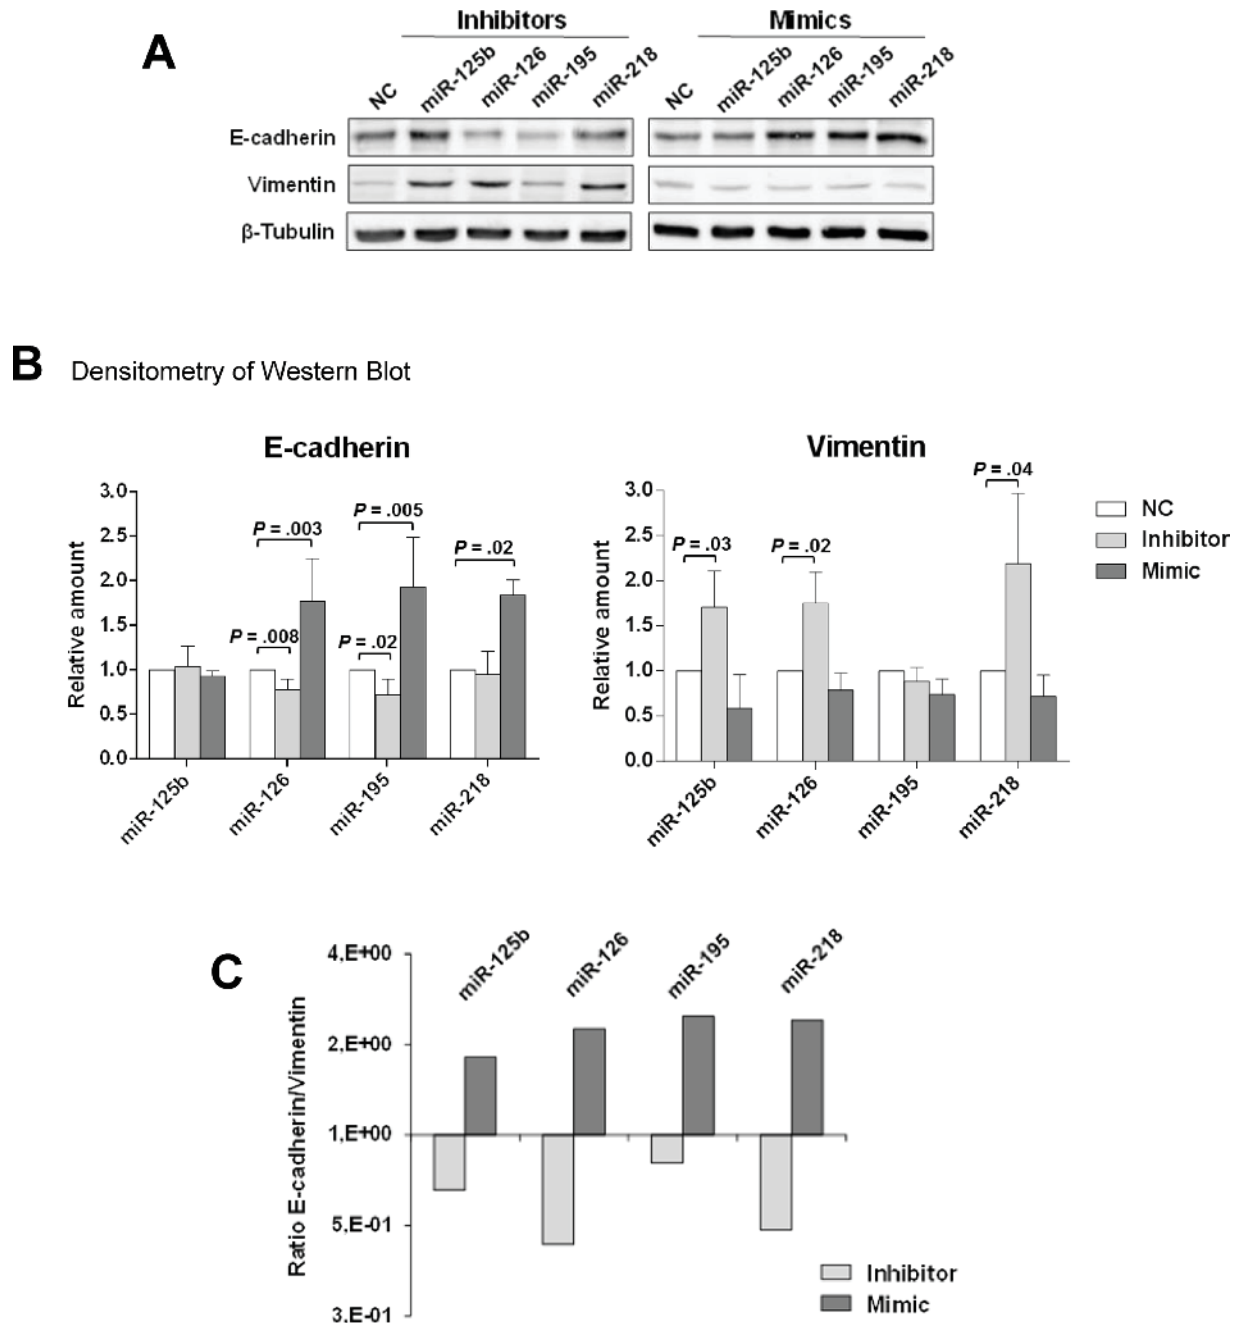 A
Inhibitors
Mimics
NC
miR-125b
miR-126
miR-195
miR-218
NC
miR-125b
miR-126
miR-195
miR-218
E-cadherin
Vimentin
β-Tubulin
B
Densitometry of Western Blot
E-cadherin
Relative amount
3.0
2.5
2.0
1.5
1.0
0.5
0.0
P = .008
P = .003
P = .02
P = .005
P = .02
miR-125b
miR-126
miR-195
miR-218
Vimentin
Relative amount
3.0
2.5
2.0
1.5
1.0
0.5
0.0
P = .03
P = .02
P = .04
miR-125b
miR-126
miR-195
miR-218
NC
Inhibitor
Mimic
C
Ratio E-cadherin/Vimentin
4,E+00
2,E+00
1,E+00
5,E-01
3,E-01
miR-125b
miR-126
miR-195
miR-218
Inhibitor
Mimic